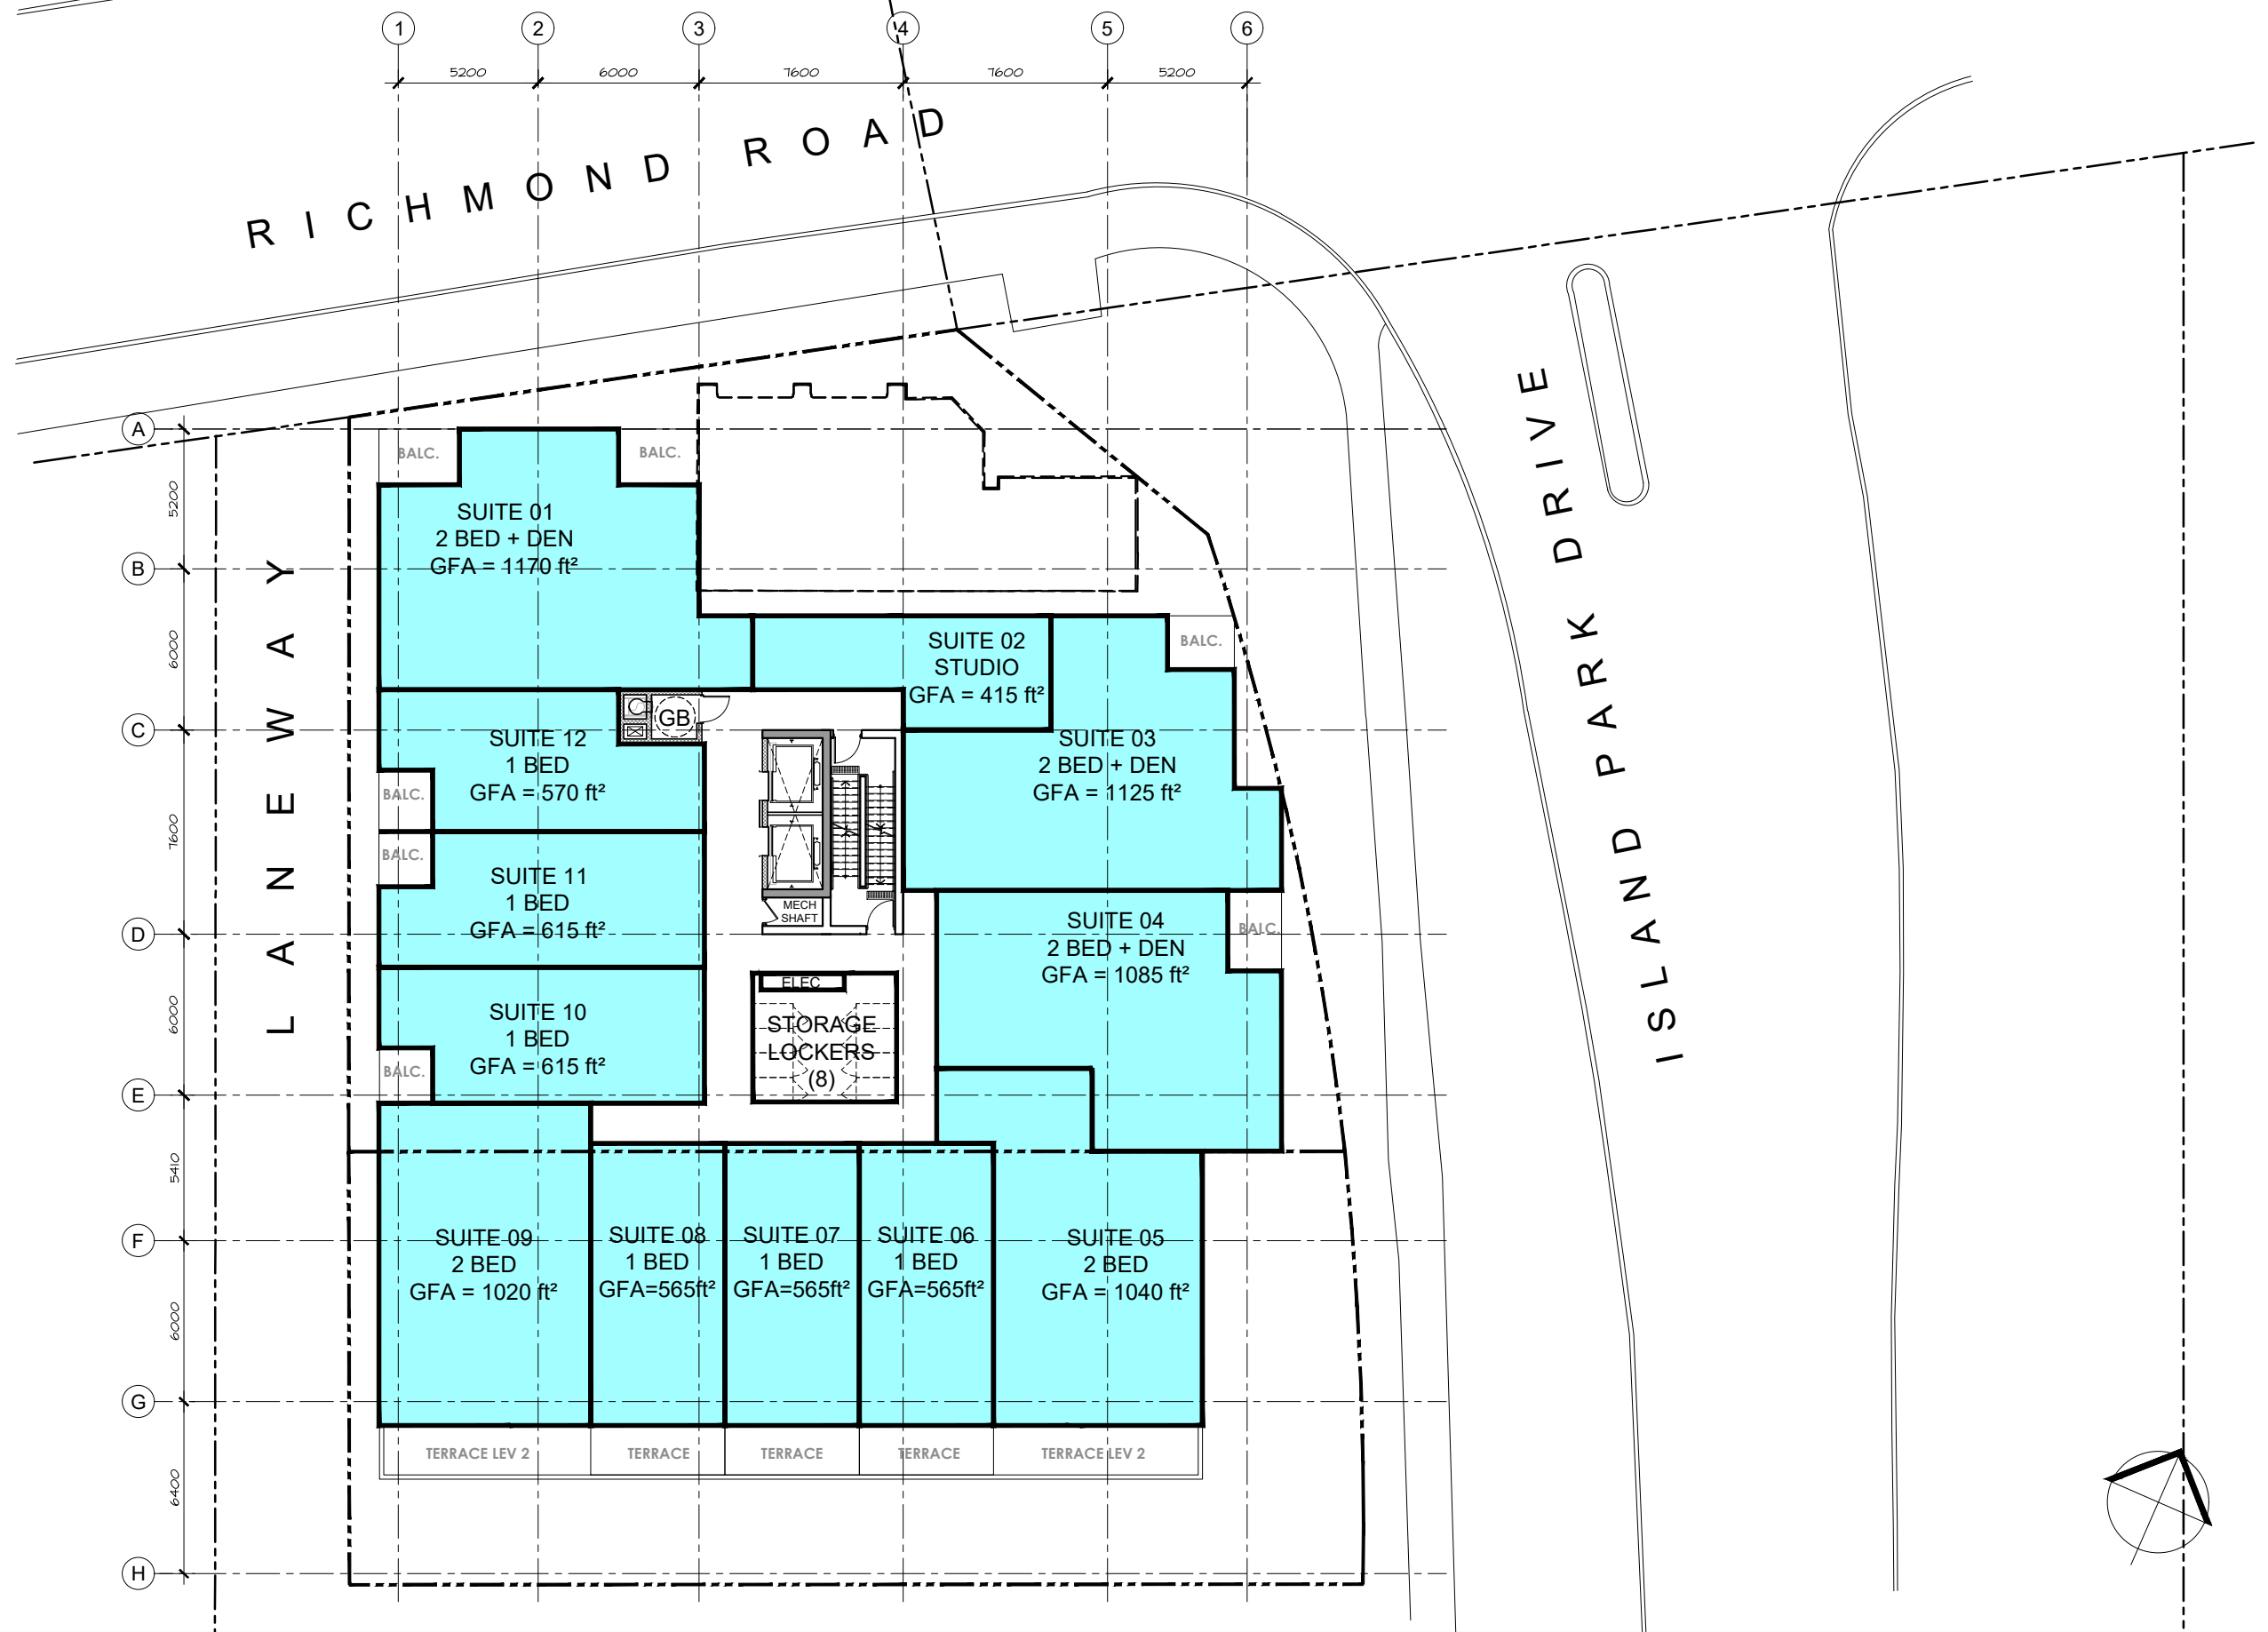 1
2
3
4
5
6
5200
6000
7600
7600
5200
RICHMOND ROAD
ISLAND PARK DRIVE
LANEWAY
A
B
C
D
E
F
G
H
5200
6000
7600
6000
5410
6000
6400
BALC.
BALC.
SUITE 01
2 BED + DEN
GFA = 1170 ft²
SUITE 02
STUDIO
GFA = 415 ft²
BALC.
SUITE 03
2 BED + DEN
GFA = 1125 ft²
GB
SUITE 12
1 BED
GFA = 570 ft²
BALC.
BALC.
SUITE 11
1 BED
GFA = 615 ft²
MECH
SHAFT
SUITE 04
2 BED + DEN
GFA = 1085 ft²
BALC.
ELEC
STORAGE
LOCKERS
(8)
SUITE 10
1 BED
GFA = 615 ft²
BALC.
SUITE 09
2 BED
GFA = 1020 ft²
SUITE 08
1 BED
GFA=565ft²
SUITE 07
1 BED
GFA=565ft²
SUITE 06
1 BED
GFA=565ft²
SUITE 05
2 BED
GFA = 1040 ft²
TERRACE LEV 2
TERRACE
TERRACE
TERRACE
TERRACE LEV 2